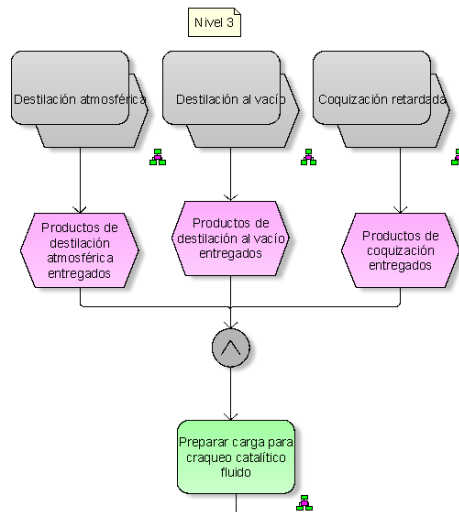 Nivel 3
Destilación atmosférica
Destilación al vacío
Coquización retardada
Productos de
destilación
atmosférica
entregados
Productos de
destilación al vacío
entregados
Productos de
coquización
entregados
Preparar carga para
craqueo catalítico
fluido